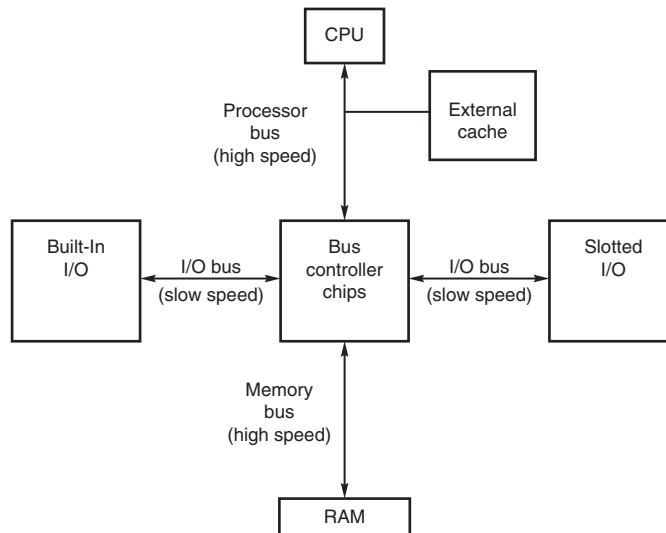 CPU
Processor
bus
(high speed)
External
cache
Built-In
I/O
I/O bus
(slow speed)
Bus
controller
chips
I/O bus
(slow speed)
Slotted
I/O
Memory
bus
(high speed)
RAM